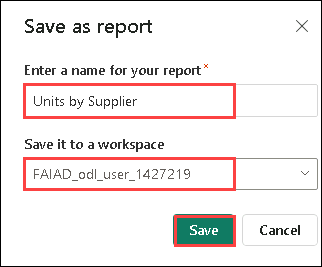 Save as report
Enter a name for your report*
Units by Supplier
Save it to a workspace
FAIAD_odl_user_1427219
Save Cancel